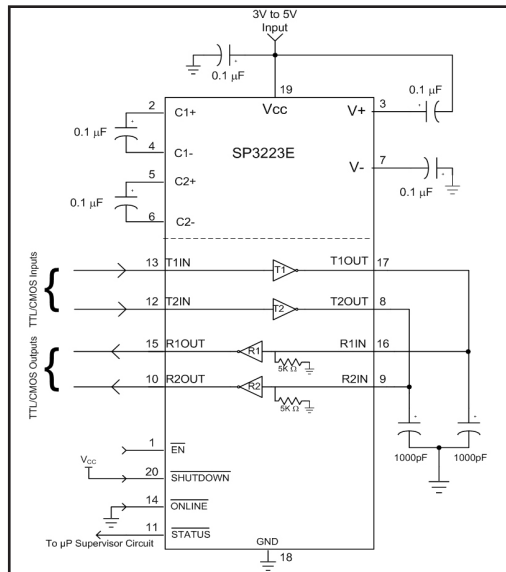 3V to 5V
Input
0.1 µF
19
Vcc
2
C1+
V+
3
0.1 µF
0.1 µF
4
C1-
SP3223E
5
C2+
V-
7
0.1 µF
6
C2-
0.1 µF
TTL/CMOS Inputs
13
T1IN
T1
T1OUT
17
12
T2IN
T2
T2OUT
8
TTL/CMOS Outputs
15
R1OUT
R1
R1IN
16
5K Ω
10
R2OUT
R2
R2IN
9
5K Ω
1
EN
1000pF
1000pF
VCC
20
SHUTDOWN
14
ONLINE
11
STATUS
To µP Supervisor Circuit
GND
18